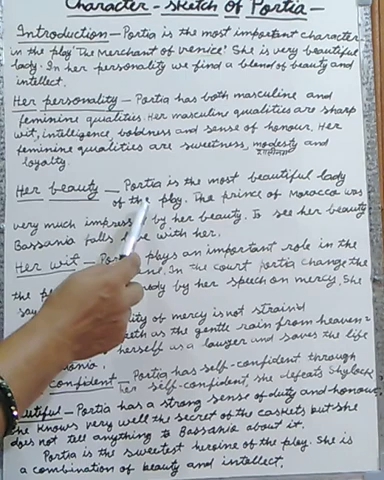 Character-Sketch of Portia-
Introduction- Portia is the most important character
in the play 'The Merchant of venice'. She is very beautiful
lady. In her personality we find a blend of beauty and
intellect.
Her personality- Portia has both masculine and
feminine qualities. Her masculine qualities are sharp
wit, intelligence, boldness and sense of honour. Her
feminine qualities are sweetness, modesty and
loyalty
Her beauty- Portia is the most beautiful lady
of the play. The prince of Moracco was
very much by her beauty. To see her beauty
Bassania falls love with her.
Her wit- plays an important role in the
In the court portia change the
the by her speech on mercy. She
quality of mercy is not strain'd
as the gentle rain from heaven=
herself as a lawyer and saves the life
confident- Portia has self-confident through
her self-confident, she defeats Shylock
Portia has a strong sense of duty and honour
She knows very well the secret of the caskets but she
does not tell anything to Bassania about it.
Portia is the sweetest heroine of the play. She is
a combination of beauty and intellect.